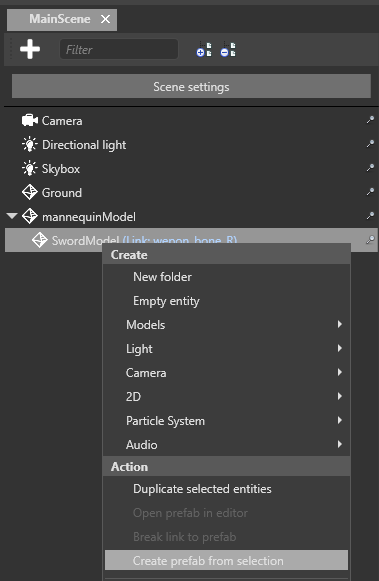 MainScene
Filter
Scene settings
Camera
Directional light
Skybox
Ground
mannequinModel
SwordModel (Link: wepon_bone_R)
Create
New folder
Empty entity
Models
Light
Camera
2D
Particle System
Audio
Action
Duplicate selected entities
Open prefab in editor
Break link to prefab
Create prefab from selection